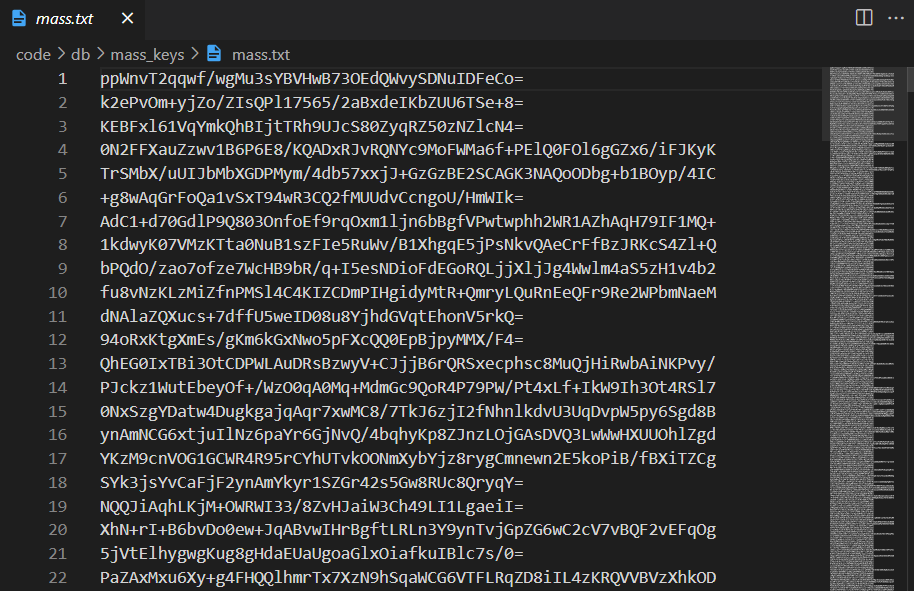 mass.txt
code > db > mass_keys > mass.txt
1 ppWnvT2qqwf/wgMu3sYBVHwB73OEdQWvySDNuIDFeCo=
2 k2ePvOm+yjZo/ZIsQPl17565/2aBxdeIKbZUU6TSe+8=
3 KEBFxl61VqYmkQhBIjtTRh9UJcS80ZyqRZ50zNZlcN4=
4 0N2FFXauZzwv1B6P6E8/KQADxRJvRQNYc9MoFWMa6f+PElQ0FOl6gGZx6/iFJKyK
5 TrSMbX/uUIJbMbXGDPMym/4db57xxjJ+GzGzBE2SCAGK3NAQoODbg+b1BOyp/4IC
6 +g8wAqGrFoQa1vSxT94wR3CQ2fMUUdvCcngoU/HmWIk=
7 AdC1+d70GdlP9Q803OnfoEf9rqOxm1ljn6bBgfVPwtwphh2WR1AZhAqH79IF1MQ+
8 1kdwyK07VMzKTta0NuB1szFIe5RuWv/B1XhgqE5jPsNkvQAeCrFfBzJRKcS4Zl+Q
9 bPQdO/zao7ofze7WcHB9bR/q+I5esNDioFdEGoRQLjjXljJg4Wwlm4aS5zH1v4b2
10 fu8vNzKLzMiZfnPMSl4C4KIZCDmPIHgidyMtR+QmryLQuRnEeQFr9Re2WPbmNaeM
11 dNAlaZQXucs+7dffU5weID08u8YjhdGVqtEhonV5rkQ=
12 94oRxKtgXmEs/gKm6kGxNwo5pFXcQQ0EpBjpyMMX/F4=
13 QhEG0IxTBi3OtCDPWLAuDRsBzwyV+CJjjB6rQRSxecphsc8MuQjHiRwbAiNKPvy/
14 PJckz1WutEbeyOf+/WzO0qA0Mq+MdmGc9QoR4P79PW/Pt4xLf+IkW9Ih3Ot4RSl7
15 0NxSzgYDatw4DugkgajqAqr7xwMC8/7TkJ6zjI2fNhnlkdvU3UqDvpW5py6Sgd8B
16 ynAmNCG6xtjuIlNz6paYr6GjNvQ/4bqhyKp8ZJnzLOjGAsDVQ3LwWwHXUUOhlZgd
17 YKzM9cnVOG1GCWR4R95rCYhUTvkOONmXybYjz8rygCmnewn2E5koPiB/fBXiTZCg
18 SYk3jsYvCaFjF2ynAmYkyr1SZGr42s5Gw8RUc8QryqY=
19 NQQJiAqhLKjM+OWRWI33/8ZvHJaiW3Ch49LI1LgaeiI=
20 XhN+rI+B6bvDo0ew+JqABvwIHrBgftLRLn3Y9ynTvjGpZG6wC2cV7vBQF2vEFqOg
21 5jVtElhygwgKug8gHdaEUaUgoaGlxOiafkuIBlc7s/0=
22 PaZAxMxu6Xy+g4FHQQlhmrTx7XzN9hSqaWCG6VTFLRqZD8iIL4zKRQVVBVzXhkOD